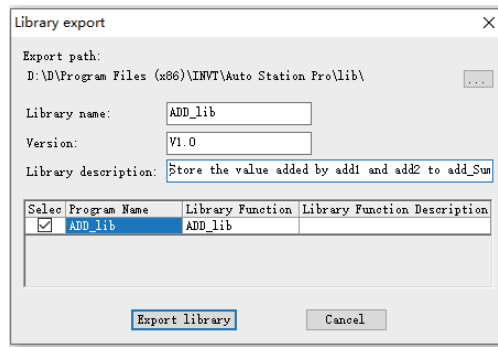 Library export
Export path:
D:\D\Program Files (x86)\INVT\Auto Station Pro\lib\
...
Library name: ADD_lib
Version: V1.0
Library description: Store the value added by add1 and add2 to add_Sum
Selec Program Name Library Function Library Function Description
ADD_lib ADD_lib
Export library Cancel